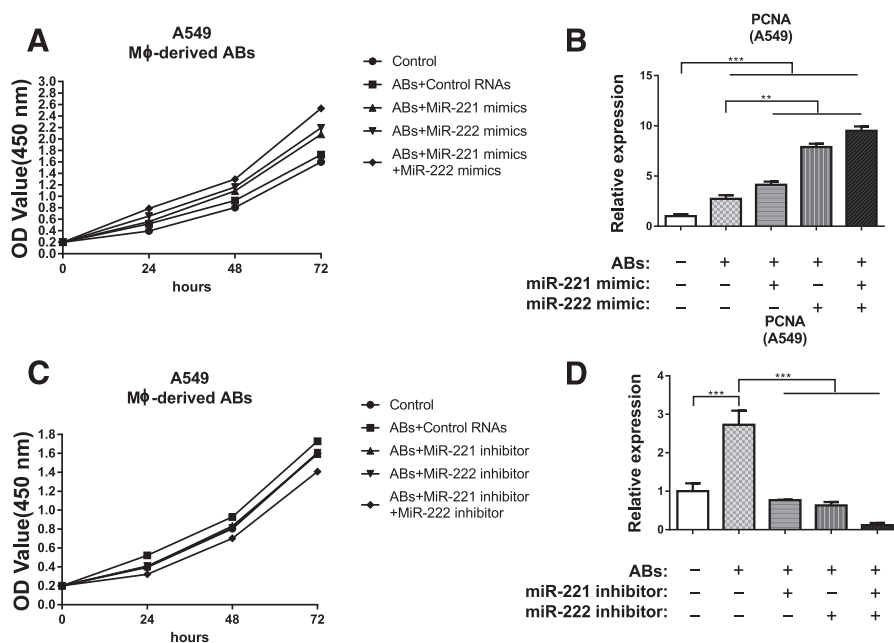 A
A549
Mϕ-derived ABs
OD Value(450 nm)
3.0
2.8
2.6
2.4
2.2
2.0
1.8
1.6
1.4
1.2
1.0
0.8
0.6
0.4
0.2
0 24 48 72
hours
Control
ABs+Control RNAs
ABs+MiR-221 mimics
ABs+MiR-222 mimics
ABs+MiR-221 mimics
+MiR-222 mimics
B
PCNA
(A549)
Relative expression
15
10
5
0
***
**
ABs: – + + + +
miR-221 mimic: – – + – +
miR-222 mimic: – – – + +
C
A549
Mϕ-derived ABs
OD Value(450 nm)
1.8
1.6
1.4
1.2
1.0
0.8
0.6
0.4
0.2
0.0
0 24 48 72
hours
Control
ABs+Control RNAs
ABs+MiR-221 inhibitor
ABs+MiR-222 inhibitor
ABs+MiR-221 inhibitor
+MiR-222 inhibitor
D
PCNA
(A549)
Relative expression
4
3
2
1
0
***
***
ABs: – + + + +
miR-221 inhibitor: – – + – +
miR-222 inhibitor: – – – + +